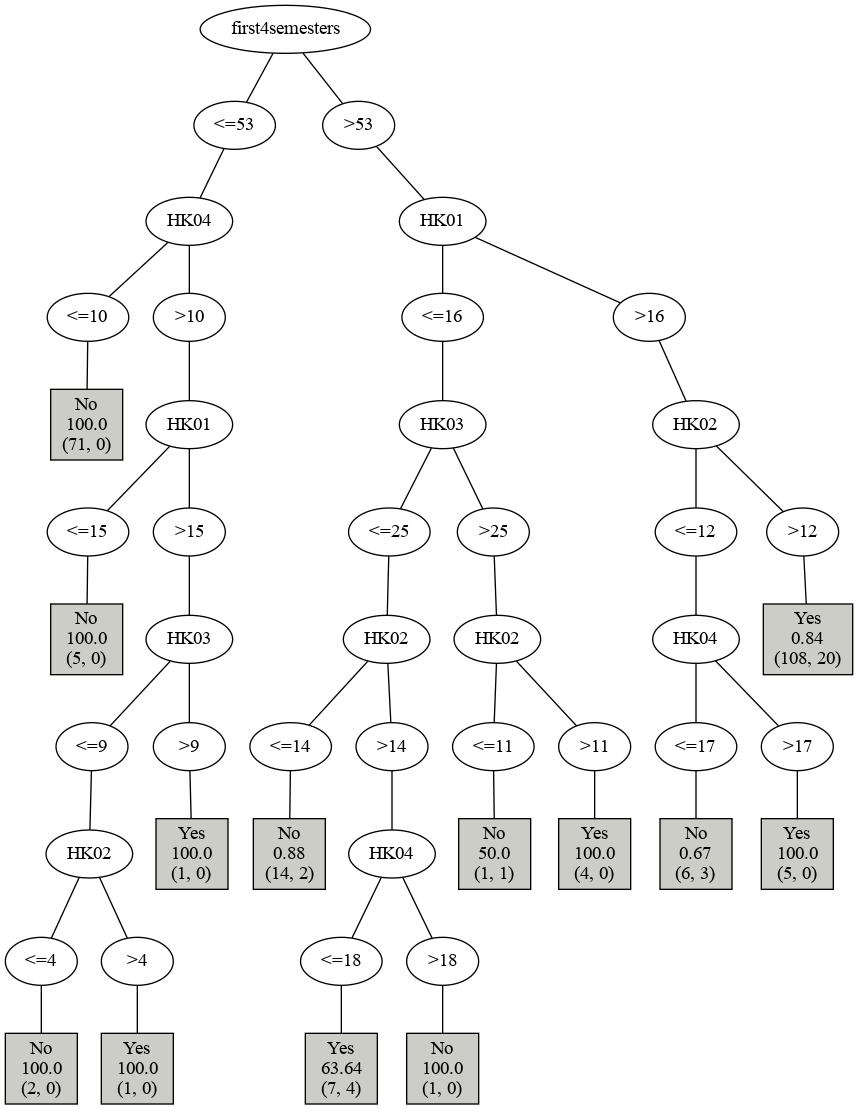 first4semesters
<=53
>53
HK04
HK01
<=10
>10
<=16
>16
No
100.0
(71, 0)
HK01
HK03
HK02
<=15
>15
<=25
>25
<=12
>12
No
100.0
(5, 0)
HK03
HK02
HK02
HK04
Yes
0.84
(108, 20)
<=9
>9
<=14
>14
<=11
>11
<=17
>17
HK02
Yes
100.0
(1, 0)
No
0.88
(14, 2)
HK04
No
50.0
(1, 1)
Yes
100.0
(4, 0)
No
0.67
(6, 3)
Yes
100.0
(5, 0)
<=4
>4
<=18
>18
No
100.0
(2, 0)
Yes
100.0
(1, 0)
Yes
63.64
(7, 4)
No
100.0
(1, 0)